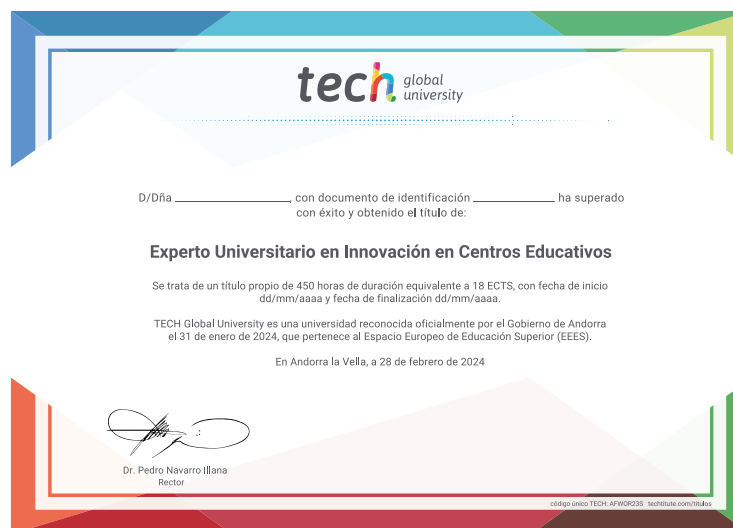 tech global university
D/Dña ____________________, con documento de identificación ______________ ha superado
con éxito y obtenido el título de:
Experto Universitario en Innovación en Centros Educativos
Se trata de un título propio de 450 horas de duración equivalente a 18 ECTS, con fecha de inicio
dd/mm/aaaa y fecha de finalización dd/mm/aaaa.
TECH Global University es una universidad reconocida oficialmente por el Gobierno de Andorra
el 31 de enero de 2024, que pertenece al Espacio Europeo de Educación Superior (EEES).
En Andorra la Vella, a 28 de febrero de 2024
Dr. Pedro Navarro Illana
Rector
código único TECH: AFWOR23S techtitute.com/titulos